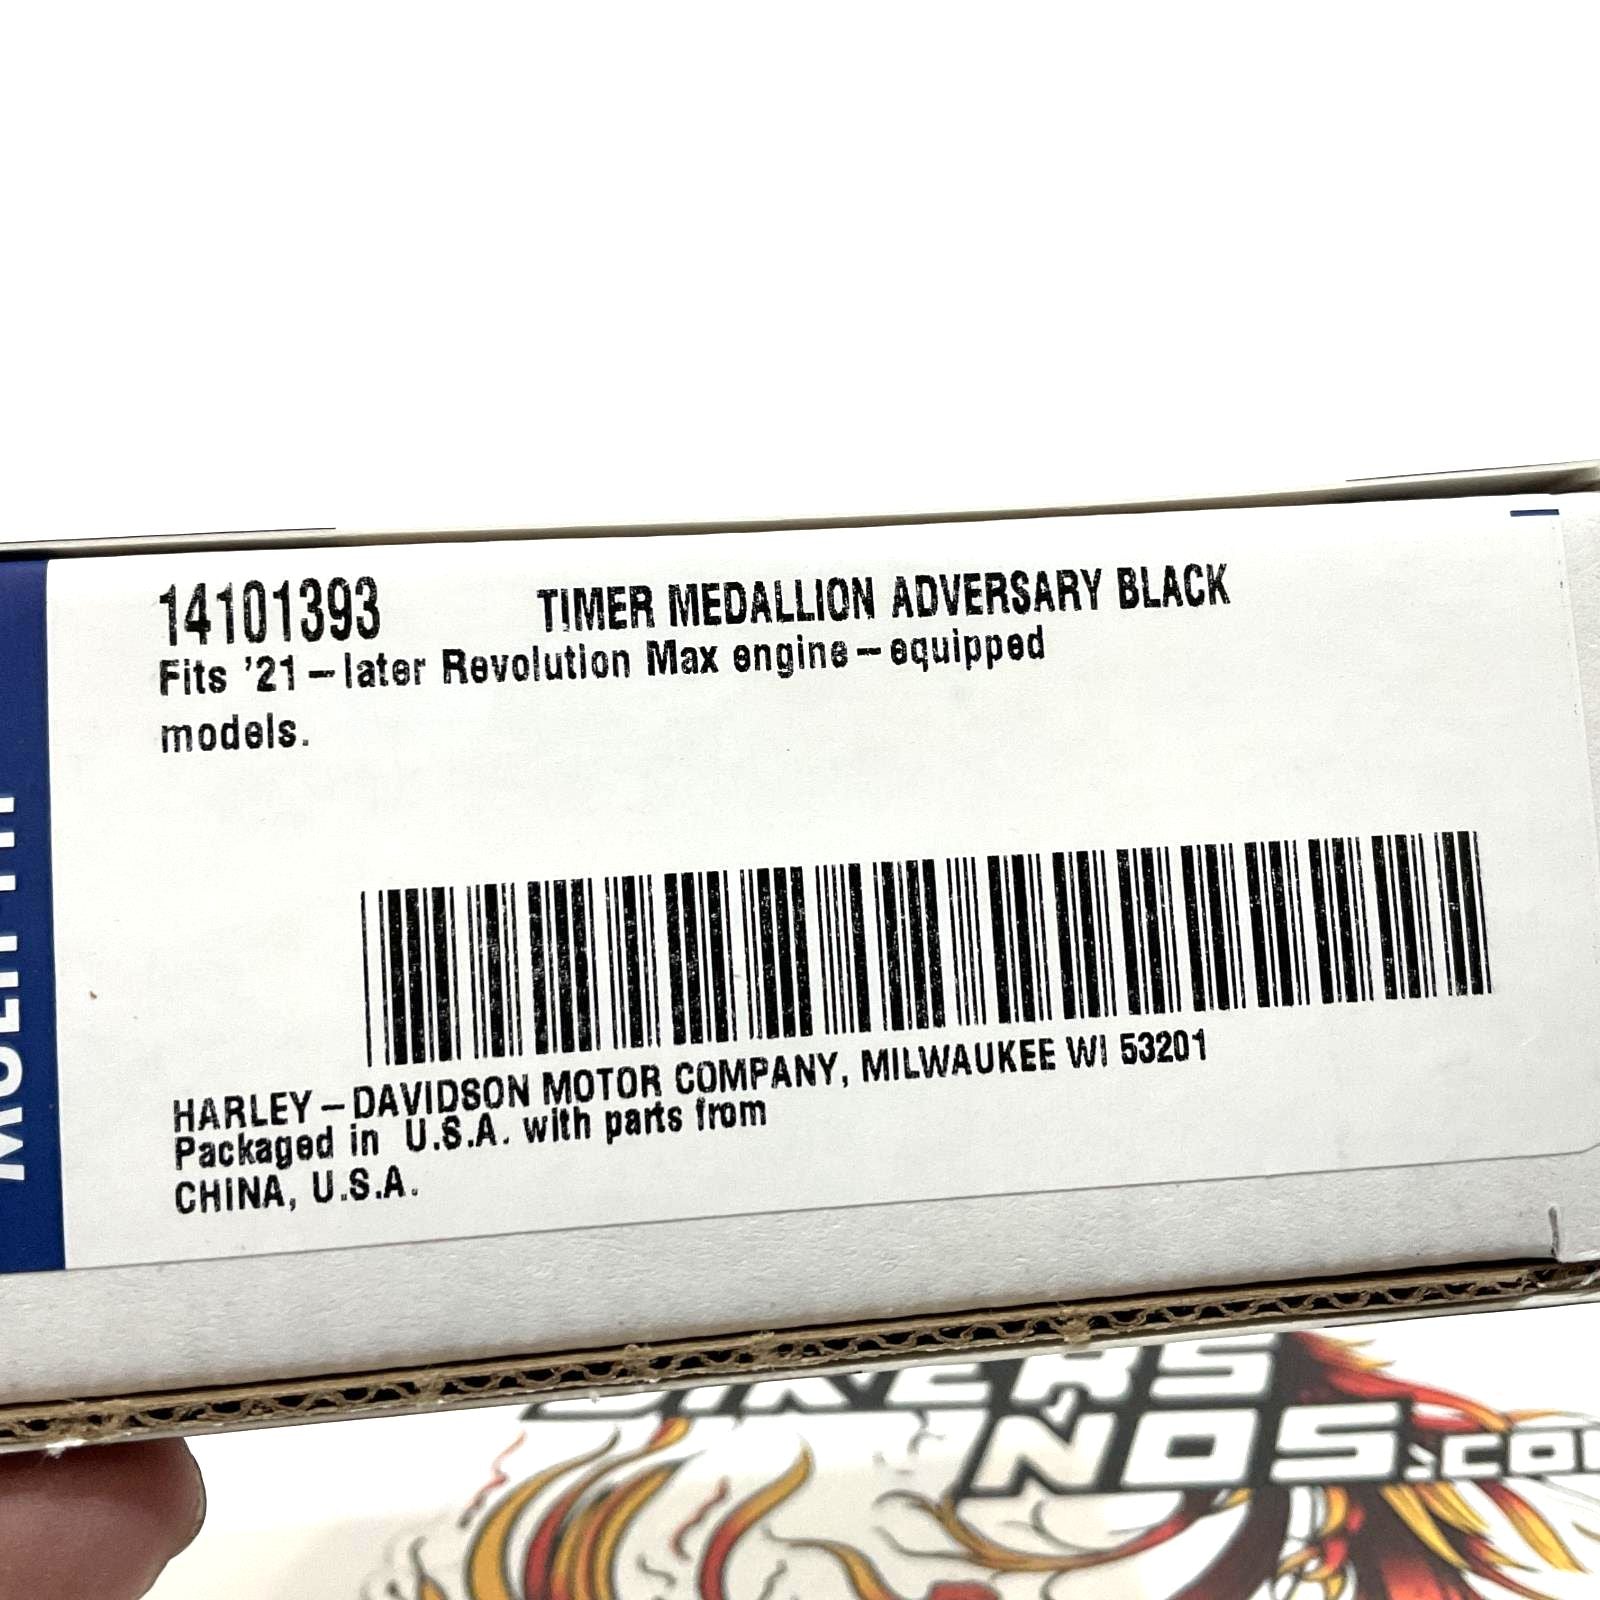 14101393 TIMER MEDALLION ADVERSARY BLACK
Fits '21-later Revolution Max engine-equipped
models.
HARLEY-DAVIDSON MOTOR COMPANY, MILWAUKEE WI 53201
Packaged in U.S.A. with parts from
CHINA, U.S.A.